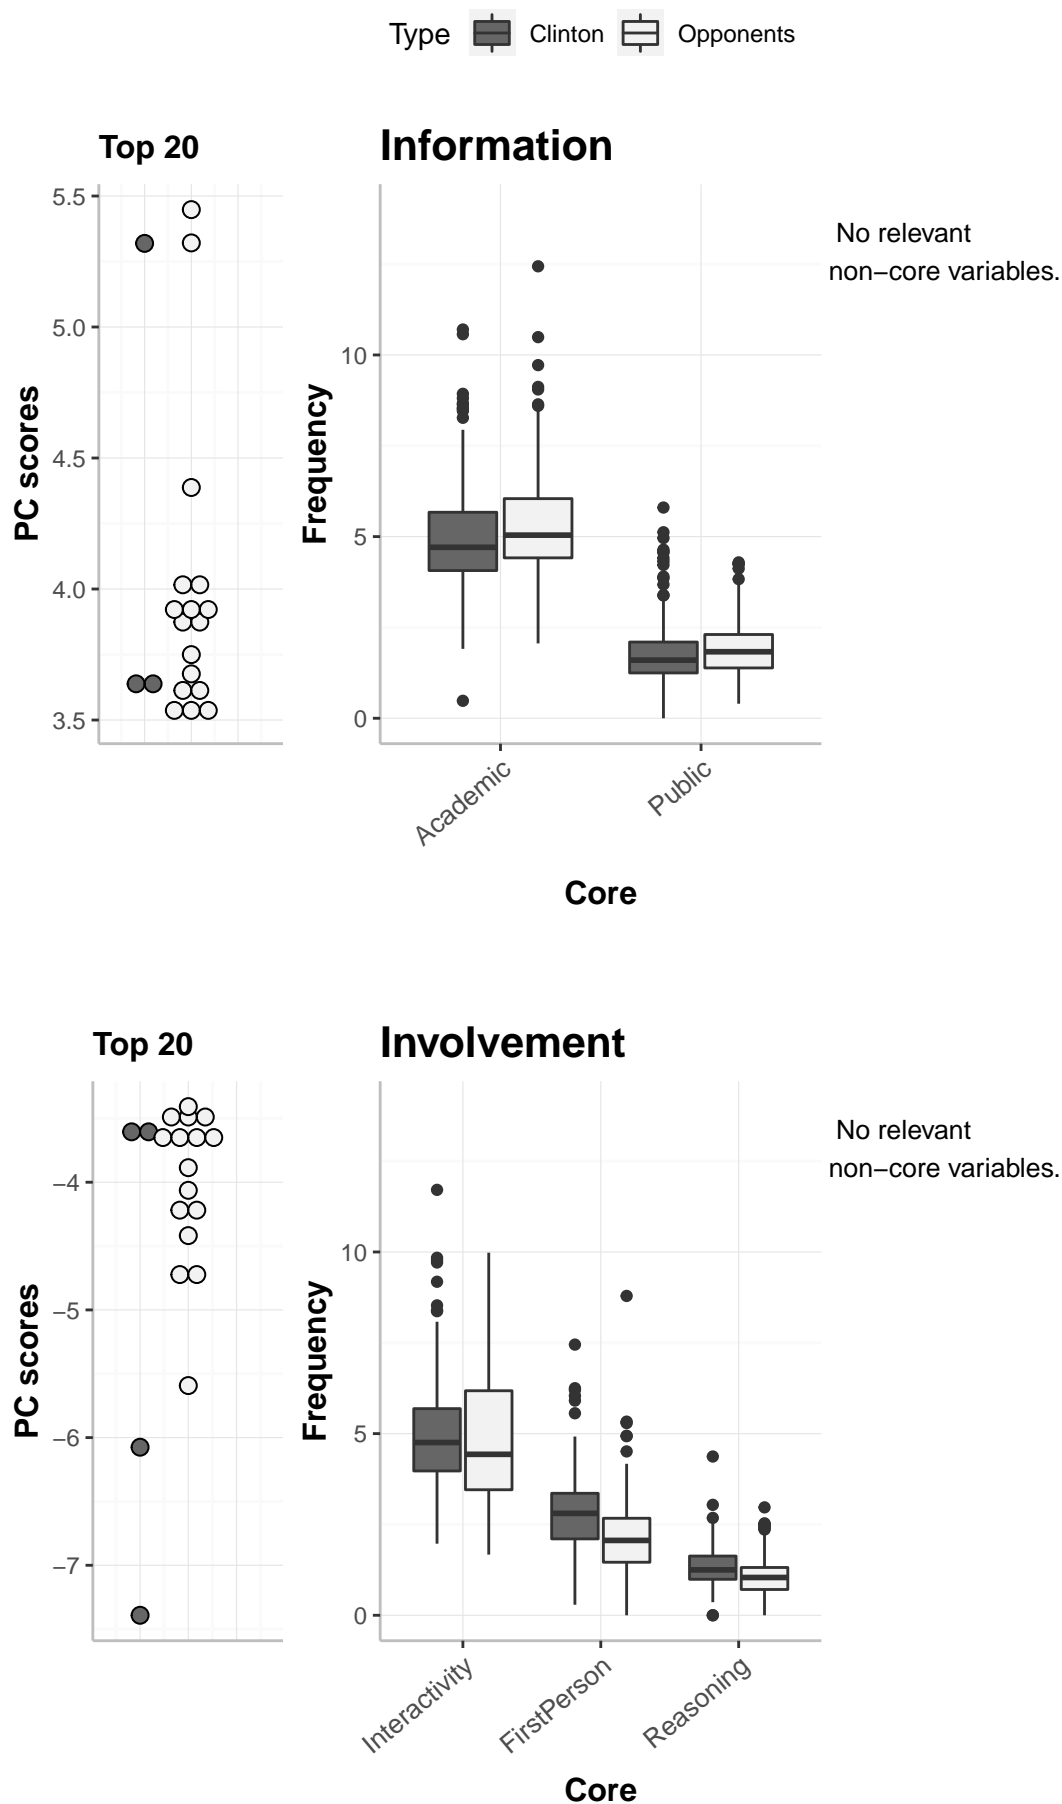 Type Clinton Opponents
Top 20
Information
5.5
5.0
4.5
4.0
3.5
PC scores
10
5
0
Frequency
No relevant
non−core variables.
Academic
Public
Core
Top 20
Involvement
−4
−5
−6
−7
PC scores
10
5
0
Frequency
No relevant
non−core variables.
Interactivity
FirstPerson
Reasoning
Core